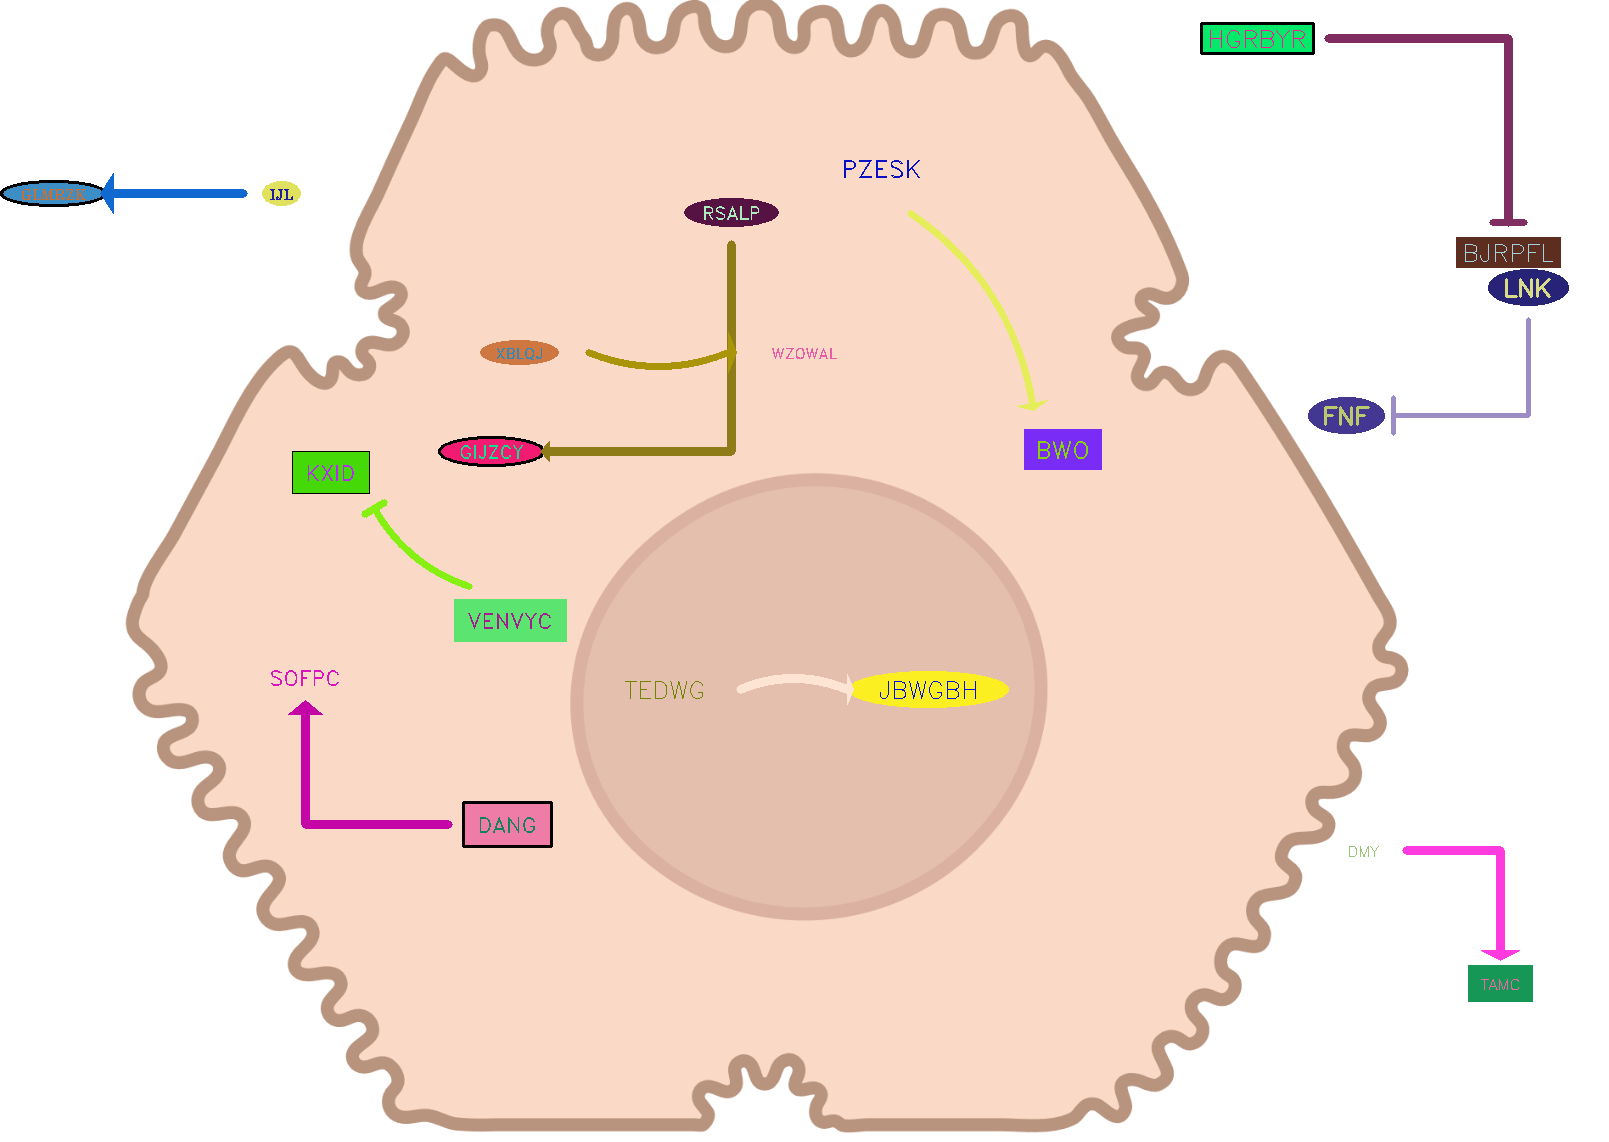 HGRBYR
PZESK
IJL
RSALP
BJRPFL
LNK
XBLQJ
WZOWAL
FNF
GIJZCY
BWO
KXID
VENVYC
SOFPC
TEDWG
JBWGBH
DANG
DMY
TAMC